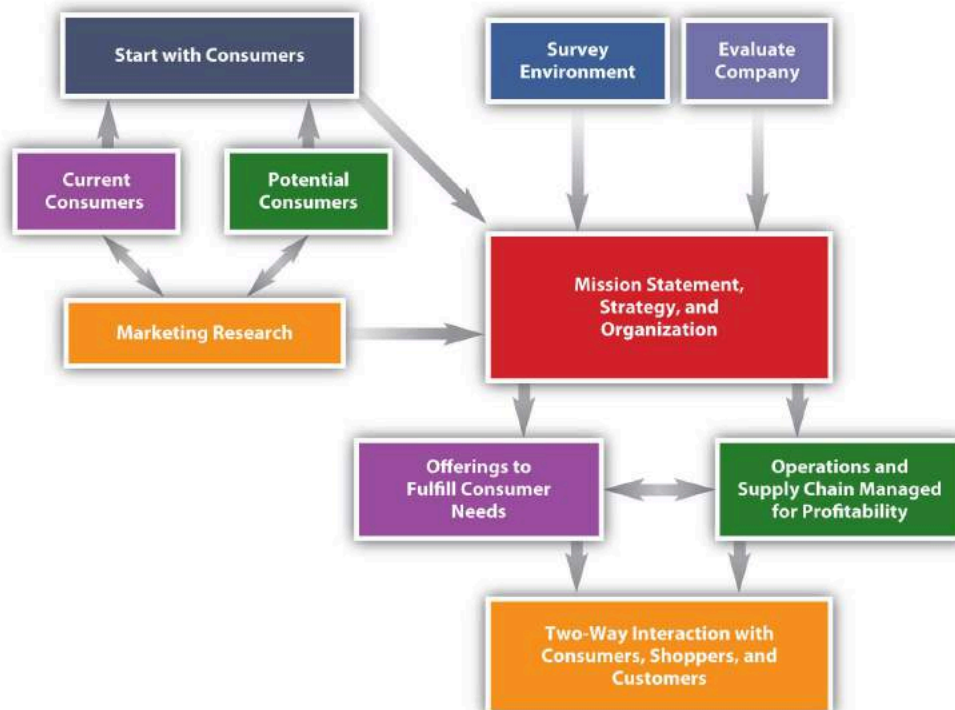 Start with Consumers
Survey
Environment
Evaluate
Company
Current
Consumers
Potential
Consumers
Mission Statement,
Strategy, and
Organization
Marketing Research
Offerings to
Fulfill Consumer
Needs
Operations and
Supply Chain Managed
for Profitability
Two-Way Interaction with
Consumers, Shoppers, and
Customers